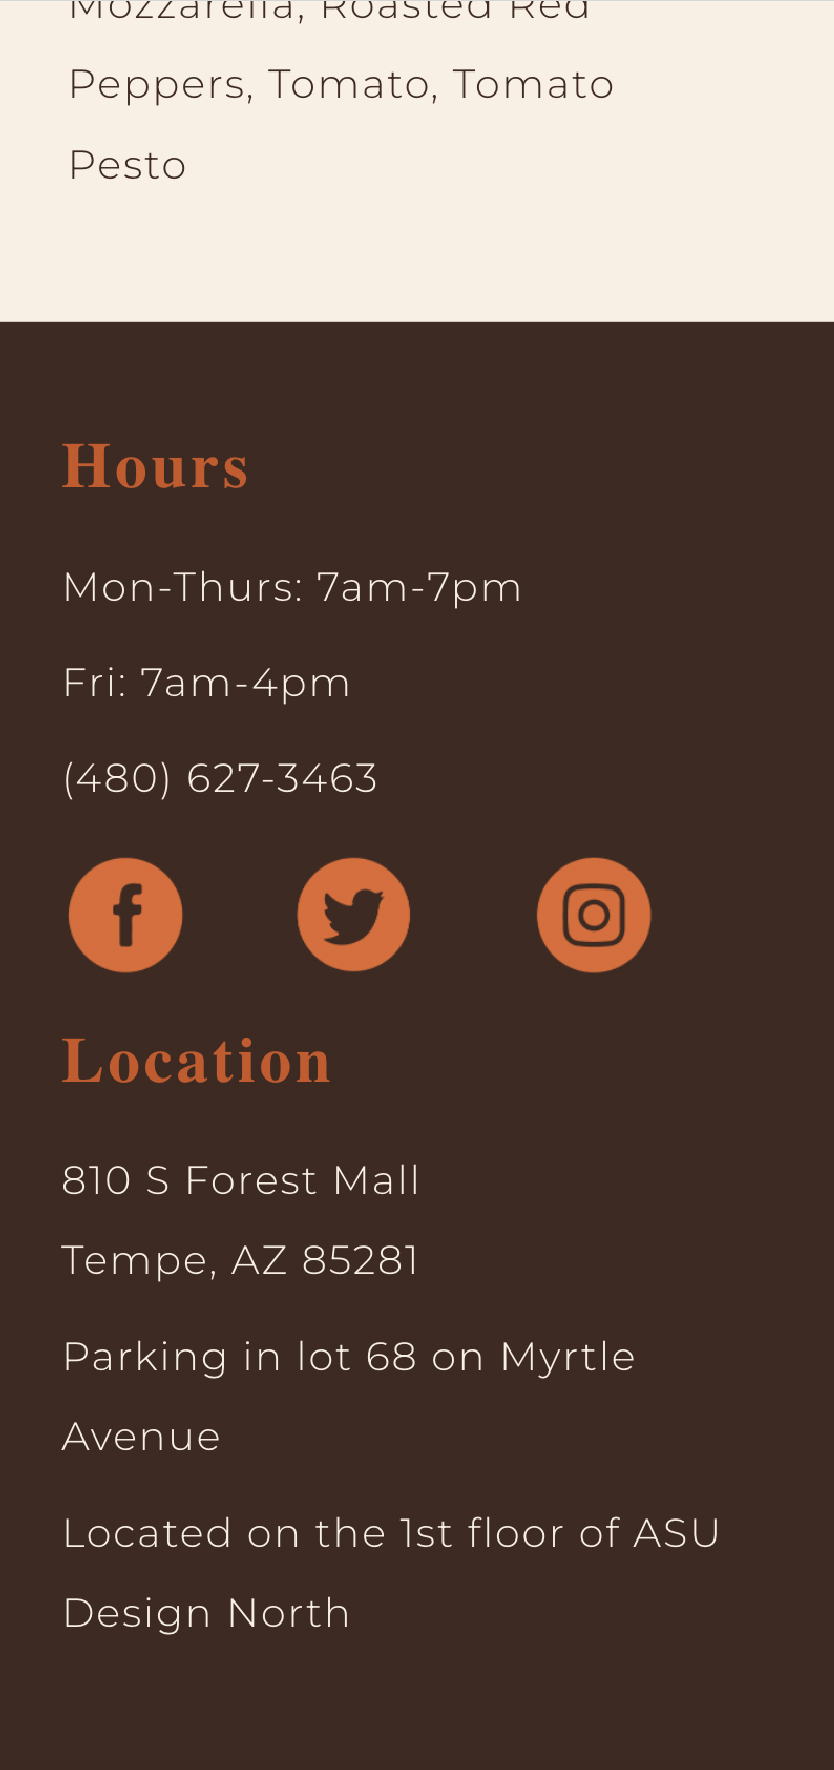 Mozzarella, Roasted Red
Peppers, Tomato, Tomato
Pesto
Hours
Mon-Thurs: 7am-7pm
Fri: 7am-4pm
(480) 627-3463
Location
810 S Forest Mall
Tempe, AZ 85281
Parking in lot 68 on Myrtle
Avenue
Located on the 1st floor of ASU
Design North